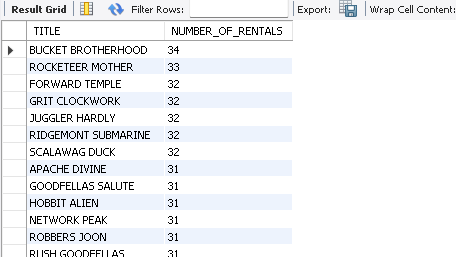 Result Grid Filter Rows: Export: Wrap Cell Content:
TITLE NUMBER_OF_RENTALS
BUCKET BROTHERHOOD 34
ROCKETEER MOTHER 33
FORWARD TEMPLE 32
GRIT CLOCKWORK 32
JUGGLER HARDLY 32
RIDGEMONT SUBMARINE 32
SCALAWAG DUCK 32
APACHE DIVINE 31
GOODFELLAS SALUTE 31
HOBBIT ALIEN 31
NETWORK PEAK 31
ROBBERS JOON 31
RUSH GOODFELLAS 31